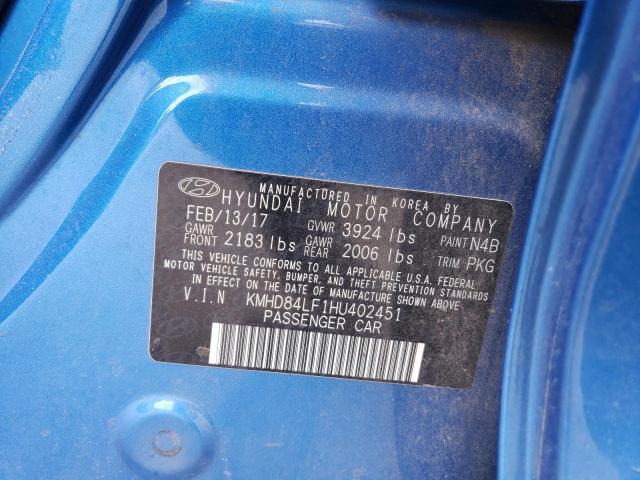 MANUFACTURED IN KOREA BY
HYUNDAI MOTOR COMPANY
FEB/13/17 GVWR 3924 lbs PAINT N4B
GAWR FRONT 2183 lbs GAWR REAR 2006 lbs TRIM PKG
THIS VEHICLE CONFORMS TO ALL APPLICABLE U.S.A. FEDERAL
MOTOR VEHICLE SAFETY, BUMPER, AND THEFT PREVENTION STANDARDS
IN EFFECT ON THE DATE OF MANUFACTURE SHOWN ABOVE
V.I.N KMHD84LF1HU402451
PASSENGER CAR